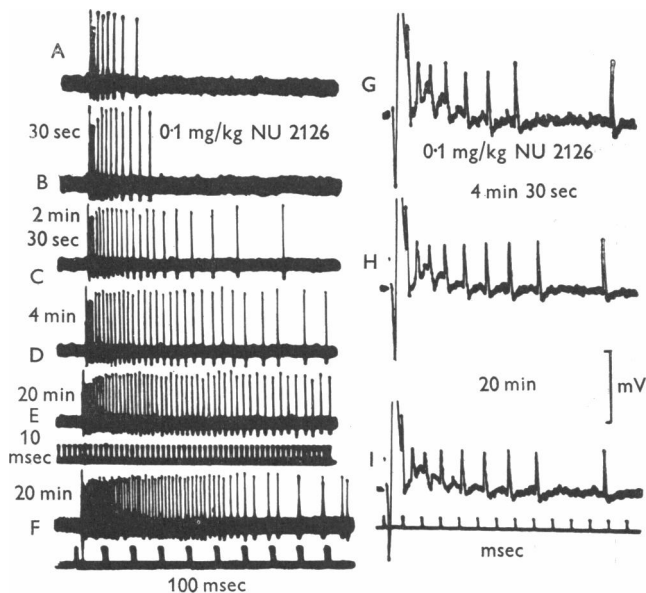 A
30 sec
0·1 mg/kg NU 2126
B
2 min
30 sec
C
4 min
D
20 min
E
10
msec
20 min
F
100 msec
G
0·1 mg/kg NU 2126
4 min 30 sec
H
20 min
mV
I
msec